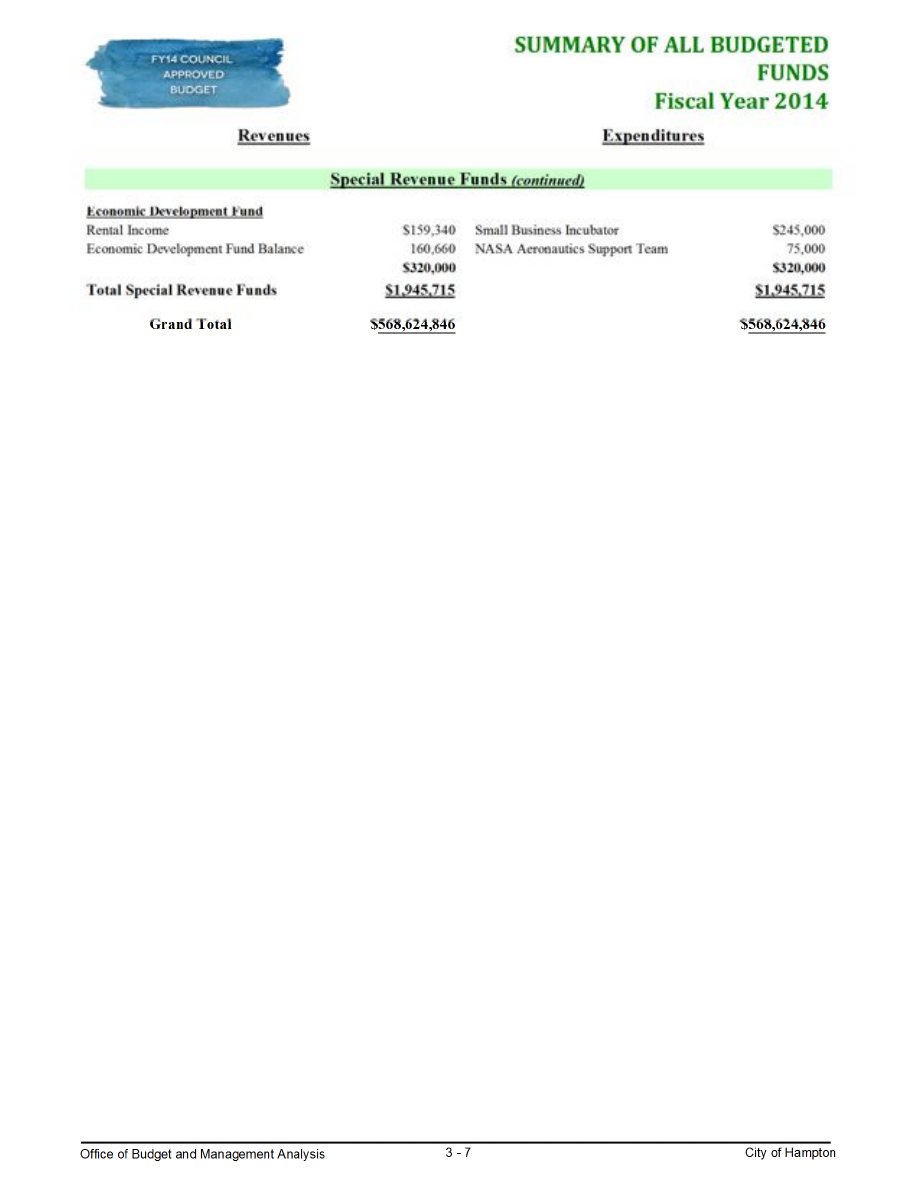 FY14 COUNCIL
APPROVED
BUDGET
SUMMARY OF ALL BUDGETED
FUNDS
Fiscal Year 2014
Revenues Expenditures
Special Revenue Funds (continued)
Economic Development Fund
Rental Income $159,340 Small Business Incubator $245,000
Economic Development Fund Balance 160,660 NASA Aeronautics Support Team 75,000
$320,000 $320,000
Total Special Revenue Funds $1,945,715 $1,945,715
Grand Total $568,624,846 $568,624,846
Office of Budget and Management Analysis 3 - 7 City of Hampton